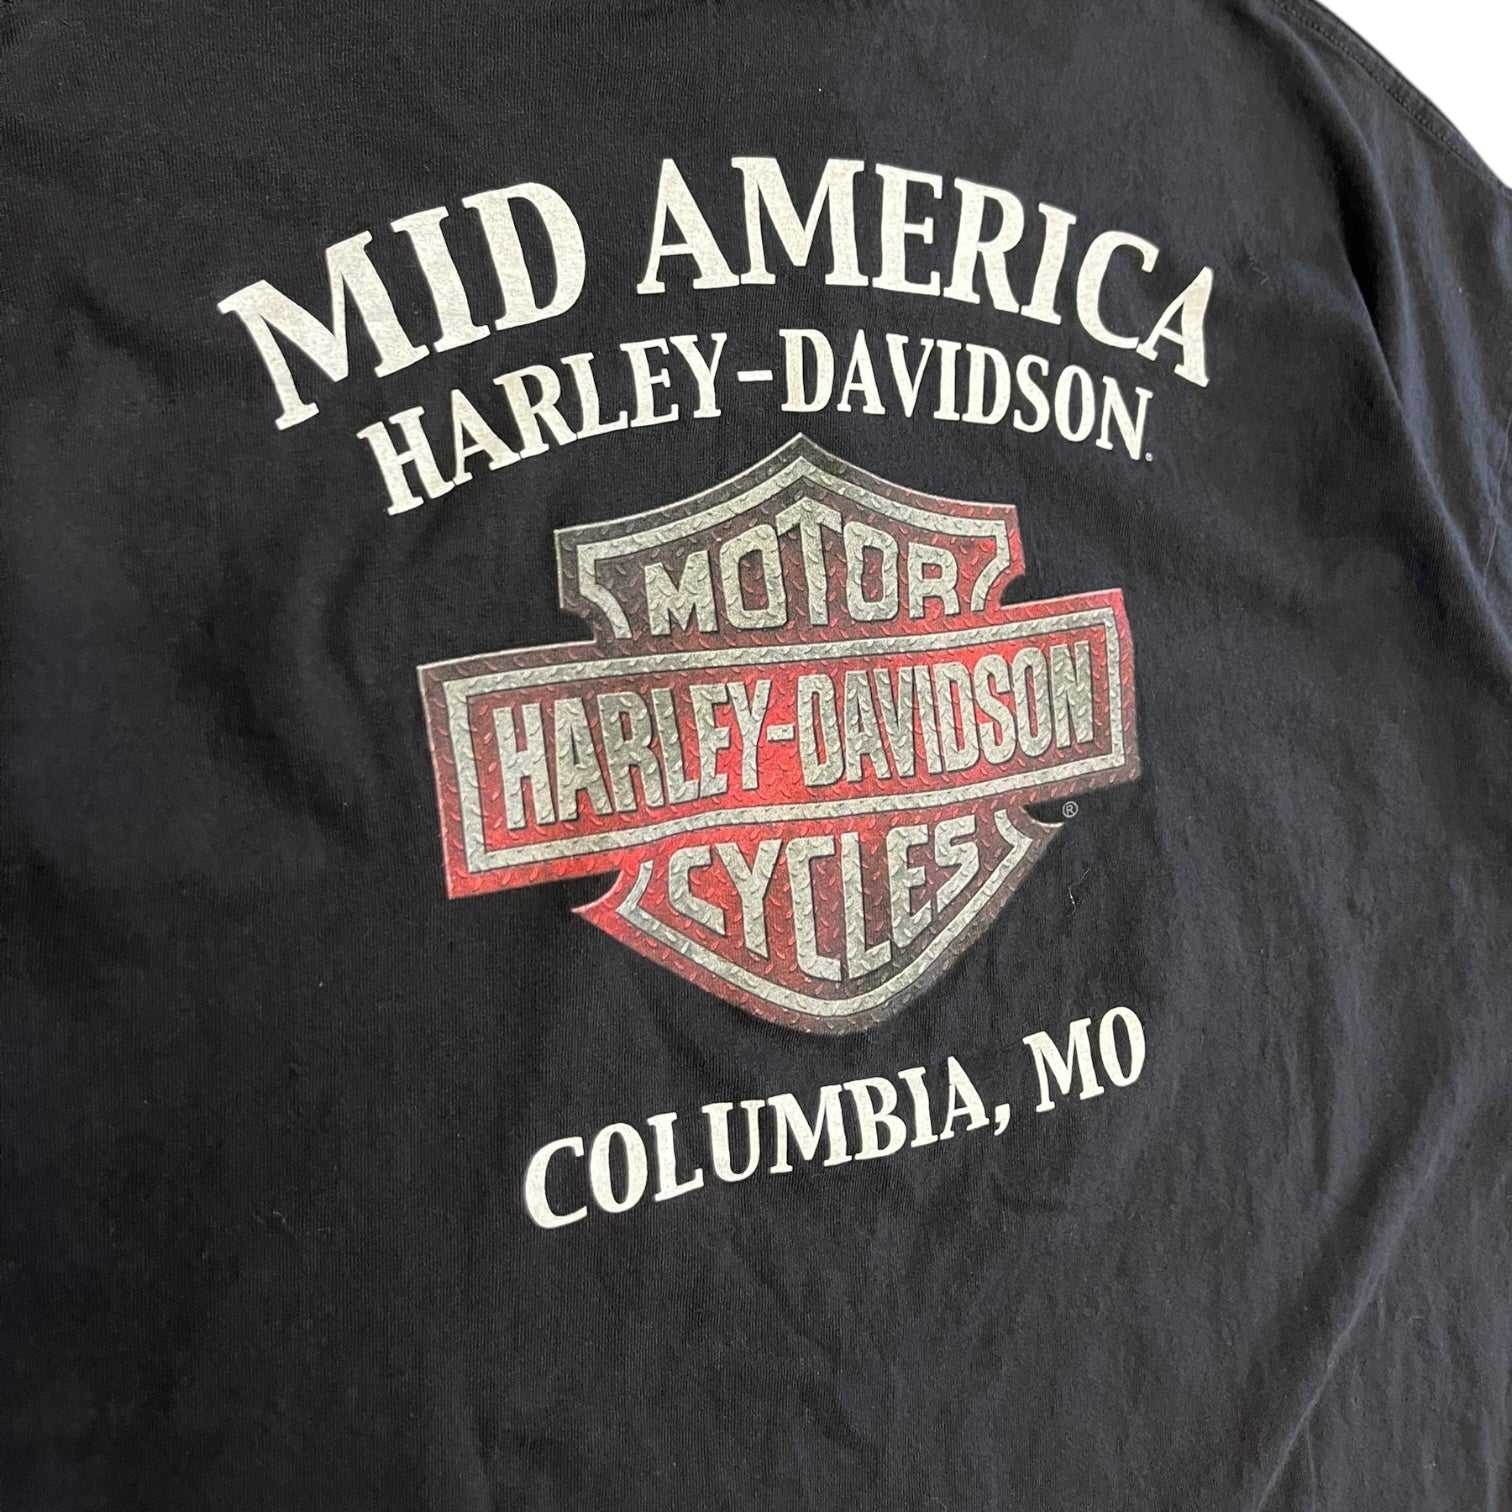 MID AMERICA
HARLEY-DAVIDSON.
MOTOR
HARLEY-DAVIDSON
®
CYCLES
COLUMBIA, MO